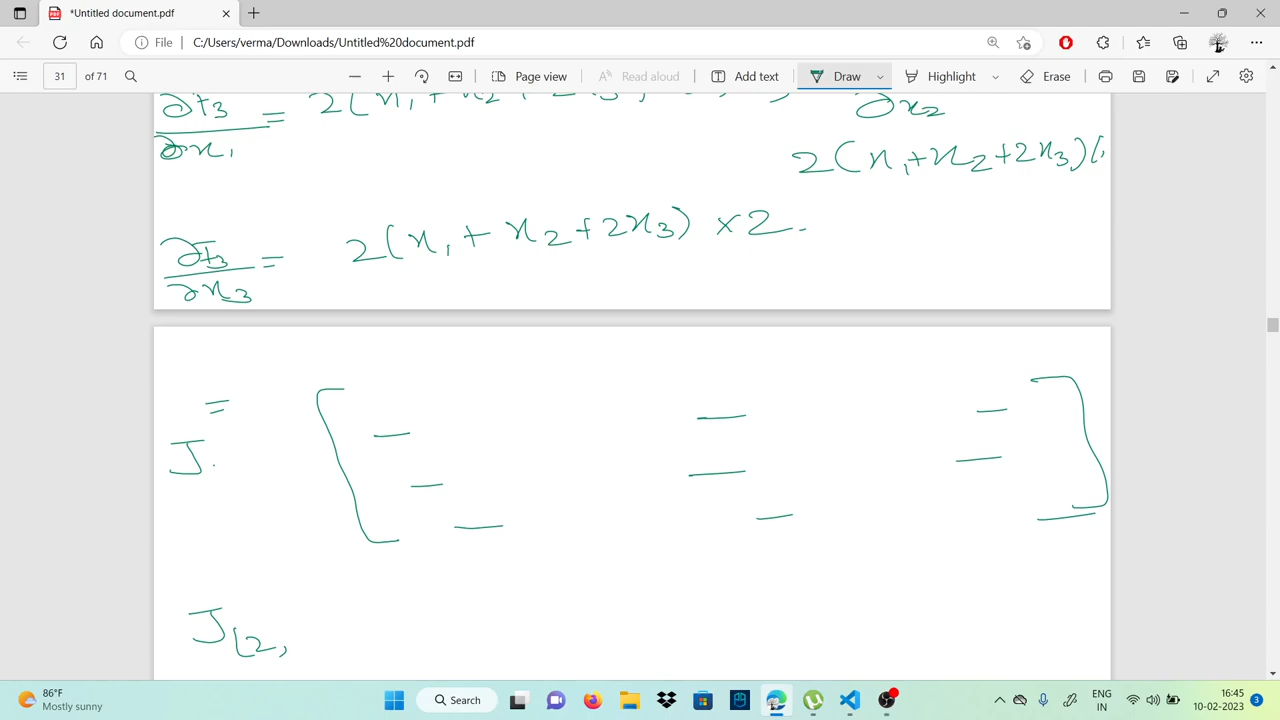 *Untitled document.pdf
File
C:/Users/verma/Downloads/Untitled%20document.pdf
31 of 71
Page view
Read aloud
Add text
Draw
Highlight
Erase
∂f₃/∂x₁ = 2(x₁ + x₂ + 2x₃
∂x₂
2(x₁+x₂+2x₃)(1
∂f₃/∂x₃ = 2(x₁ + x₂ + 2x₃) × 2.
J =
J(2,
86°F
Mostly sunny
Search
ENG
IN
16:45
10-02-2023
3